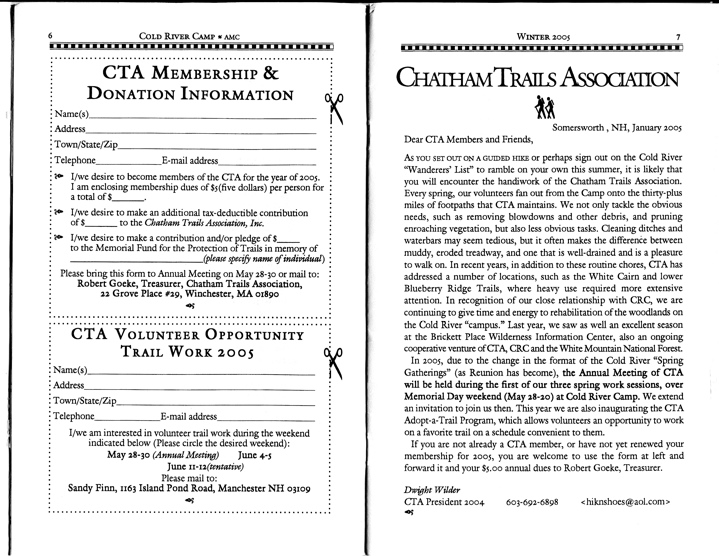 6 COLD RIVER CAMP AMC
CTA MEMBERSHIP &
DONATION INFORMATION
Name(s)
Address
Town/State/Zip
Telephone E-mail address
I/we desire to become members of the CTA for the year of 2005.
I am enclosing membership dues of $5(five dollars) per person for
a total of $______.
I/we desire to make an additional tax-deductible contribution
of $______ to the Chatham Trails Association, Inc.
I/we desire to make a contribution and/or pledge of $____
to the Memorial Fund for the Protection of Trails in memory of
(please specify name of individual)
Please bring this form to Annual Meeting on May 28-30 or mail to:
Robert Goeke, Treasurer, Chatham Trails Association,
22 Grove Place #29, Winchester, MA 01890
CTA VOLUNTEER OPPORTUNITY
TRAIL WORK 2005
Name(s)
Address
Town/State/Zip
Telephone E-mail address
I/we am interested in volunteer trail work during the weekend
indicated below (Please circle the desired weekend):
May 28-30 (Annual Meeting) June 4-5
June 11-12(tentative)
Please mail to:
Sandy Finn, 1163 Island Pond Road, Manchester NH 03109
WINTER 2005 7
CHATHAM TRAILS ASSOCIATION
Somersworth , NH, January 2005
Dear CTA Members and Friends,
AS YOU SET OUT ON A GUIDED HIKE or perhaps sign out on the Cold River
"Wanderers' List" to ramble on your own this summer, it is likely that
you will encounter the handiwork of the Chatham Trails Association.
Every spring, our volunteers fan out from the Camp onto the thirty-plus
miles of footpaths that CTA maintains. We not only tackle the obvious
needs, such as removing blowdowns and other debris, and pruning
enroaching vegetation, but also less obvious tasks. Cleaning ditches and
waterbars may seem tedious, but it often makes the difference between
muddy, eroded treadway, and one that is well-drained and is a pleasure
to walk on. In recent years, in addition to these routine chores, CTA has
addressed a number of locations, such as the White Cairn and lower
Blueberry Ridge Trails, where heavy use required more extensive
attention. In recognition of our close relationship with CRC, we are
continuing to give time and energy to rehabilitation of the woodlands on
the Cold River "campus." Last year, we saw as well an excellent season
at the Brickett Place Wilderness Information Center, also an ongoing
cooperative venture of CTA, CRC and the White Mountain National Forest.
In 2005, due to the change in the format of the Cold River "Spring
Gatherings" (as Reunion has become), the Annual Meeting of CTA
will be held during the first of our three spring work sessions, over
Memorial Day weekend (May 28-20) at Cold River Camp. We extend
an invitation to join us then. This year we are also inaugurating the CTA
Adopt-a-Trail Program, which allows volunteers an opportunity to work
on a favorite trail on a schedule convenient to them.
If you are not already a CTA member, or have not yet renewed your
membership for 2005, you are welcome to use the form at left and
forward it and your $5.00 annual dues to Robert Goeke, Treasurer.
Dwight Wilder
CTA President 2004 603-692-6898 <hiknshoes@aol.com>